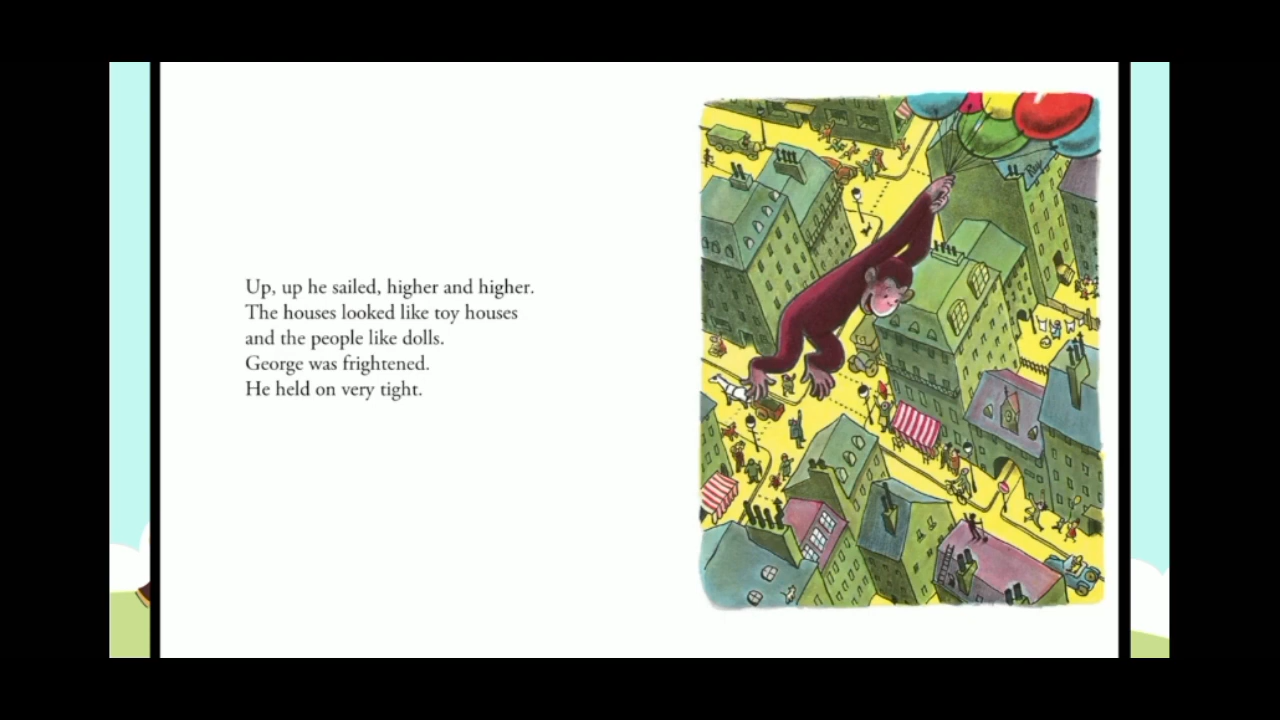 Up, up he sailed, higher and higher.
The houses looked like toy houses
and the people like dolls.
George was frightened.
He held on very tight.